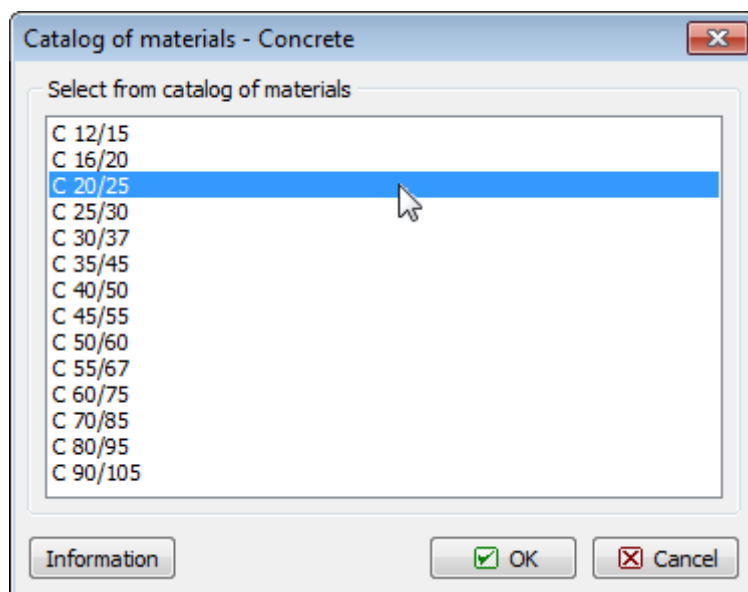 Catalog of materials - Concrete
Select from catalog of materials
C 12/15
C 16/20
C 20/25
C 25/30
C 30/37
C 35/45
C 40/50
C 45/55
C 50/60
C 55/67
C 60/75
C 70/85
C 80/95
C 90/105
Information OK Cancel